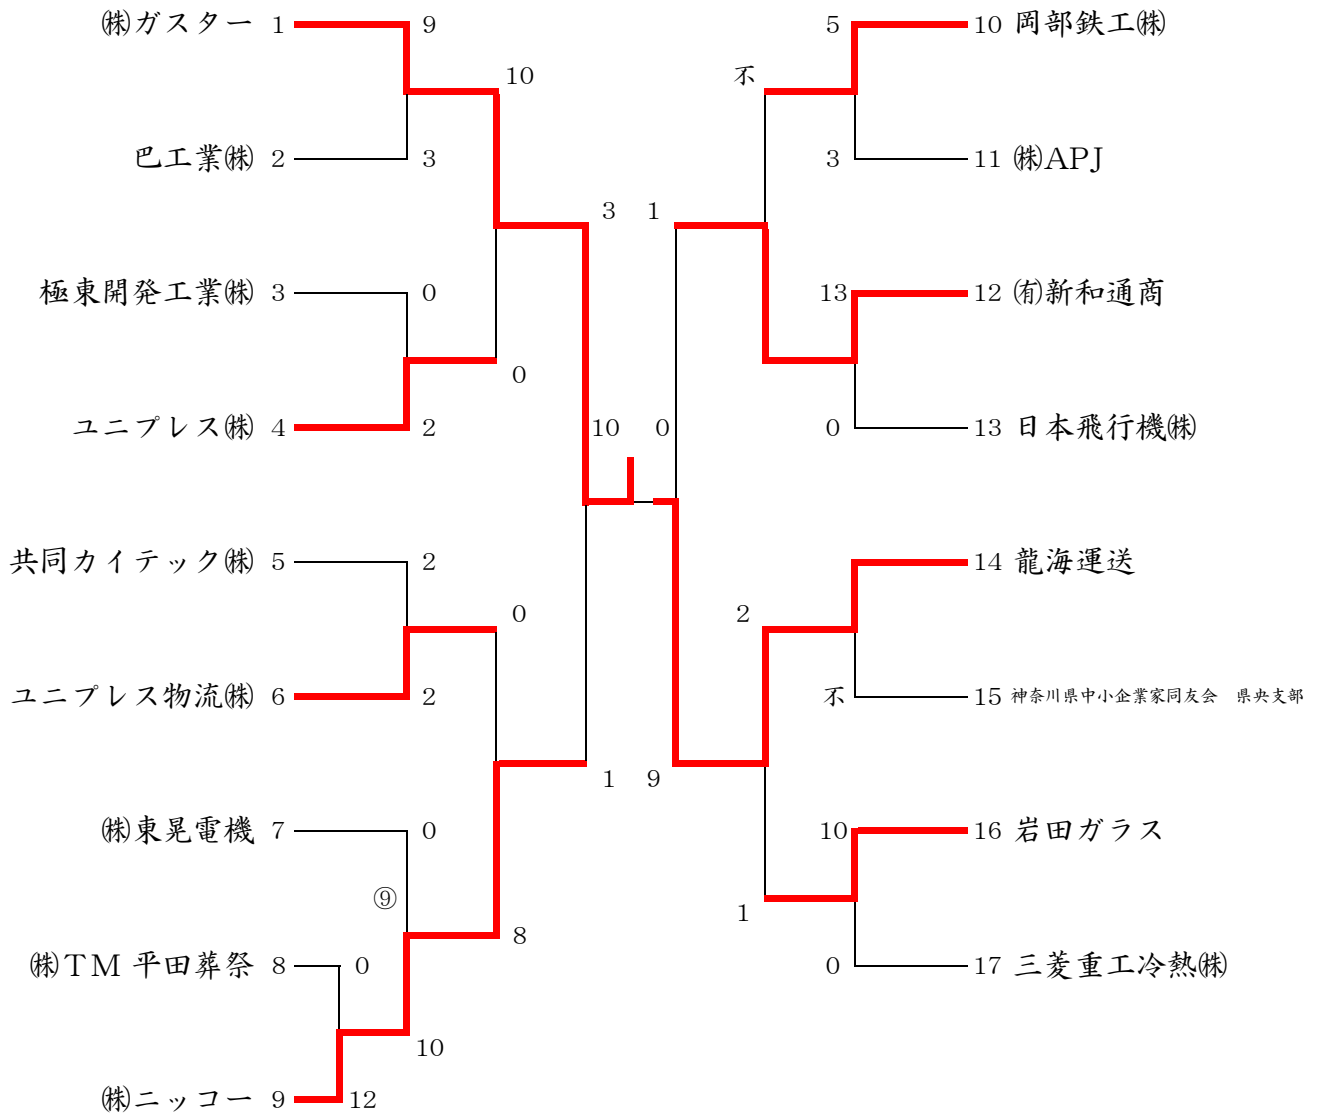 ㈱ガスター 1 9
5 10 岡部鉄工㈱
10
不
巴工業㈱ 2 3
3 11 ㈱APJ
3 1
極東開発工業㈱ 3 0
13 12 ㈲新和通商
0
ユニプレス㈱ 4 2
10 0
0 13 日本飛行機㈱
共同カイテック㈱ 5 2
14 龍海運送
0
2
ユニプレス物流㈱ 6 2
不 15 神奈川県中小企業家同友会 県央支部
1 9
㈱東晃電機 7 0
10 16 岩田ガラス
⑨
8
1
㈱TM 平田葬祭 8 0
0 17 三菱重工冷熱㈱
10
㈱ニッコー 9 12